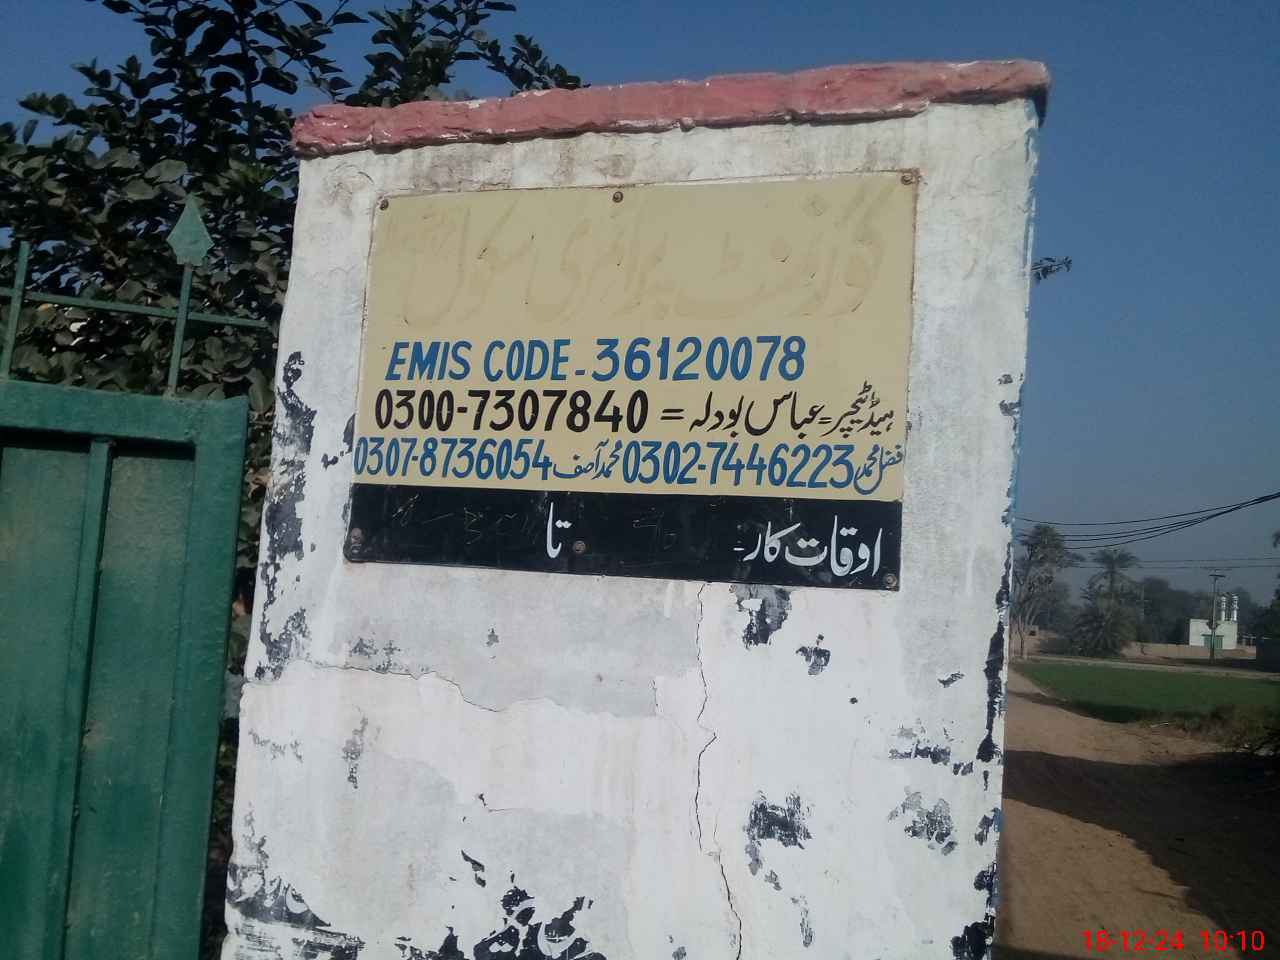 گورنمنٹ پرائمری سکول
EMIS CODE - 36120078
ہیڈ ٹیچر = عباس بودلہ = 0300-7307840
فضل محمد 0302-7446223 محمد آصف 0307-8736054
اوقات کار - تا
18-12-24 10:10